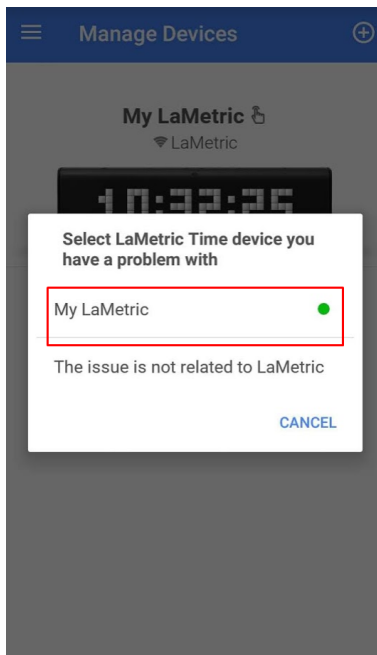 Manage Devices
My LaMetric
LaMetric
10:32:25
Select LaMetric Time device you
have a problem with
My LaMetric
The issue is not related to LaMetric
CANCEL